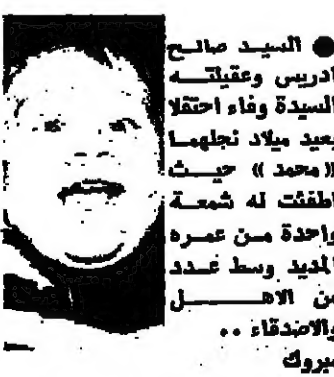 ● السيد صالح
ادريس وعقيلته
السيدة وفاء احتفلا
بعيد ميلاد نجلهما
«محمد» حيث
اطفئت له شمعة
واحدة من عمره
المديد وسط عدد
من الاهل
والاصدقاء ..
مبروك